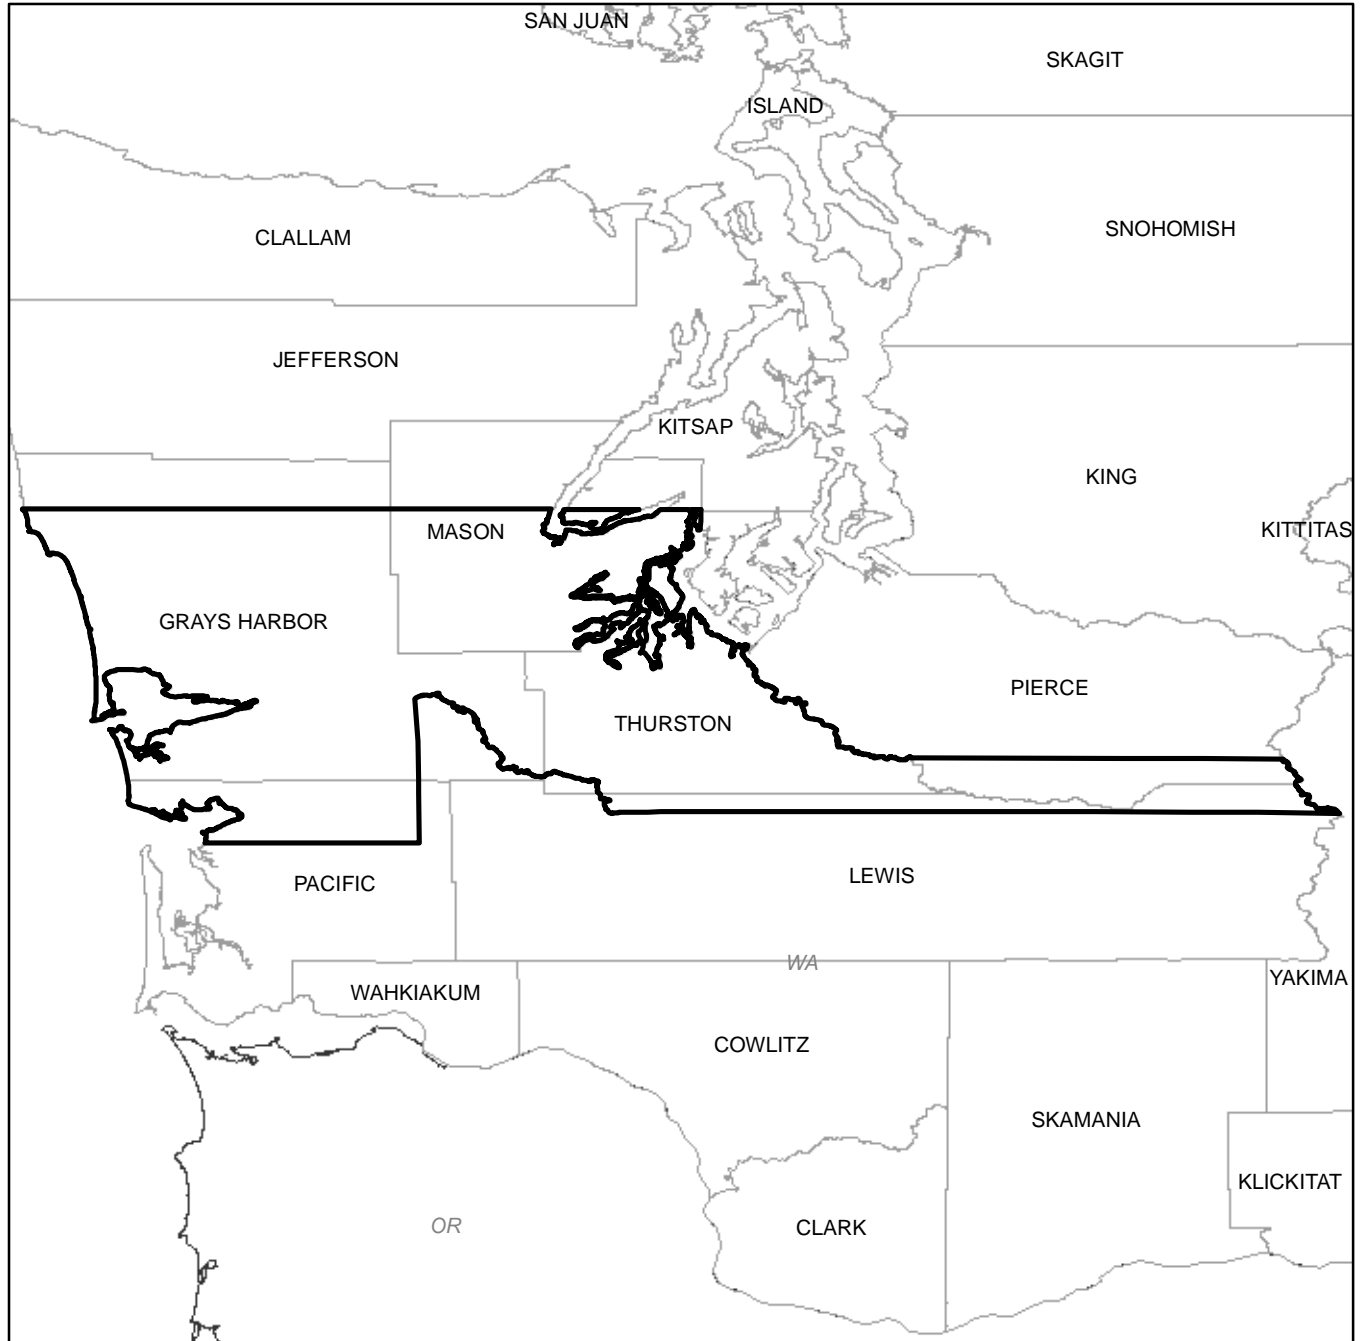 SAN JUAN
SKAGIT
ISLAND
SNOHOMISH
CLALLAM
JEFFERSON
KITSAP
KING
MASON
KITTITAS
GRAYS HARBOR
PIERCE
THURSTON
LEWIS
PACIFIC
WA
YAKIMA
WAHKIAKUM
COWLITZ
SKAMANIA
KLICKITAT
OR
CLARK